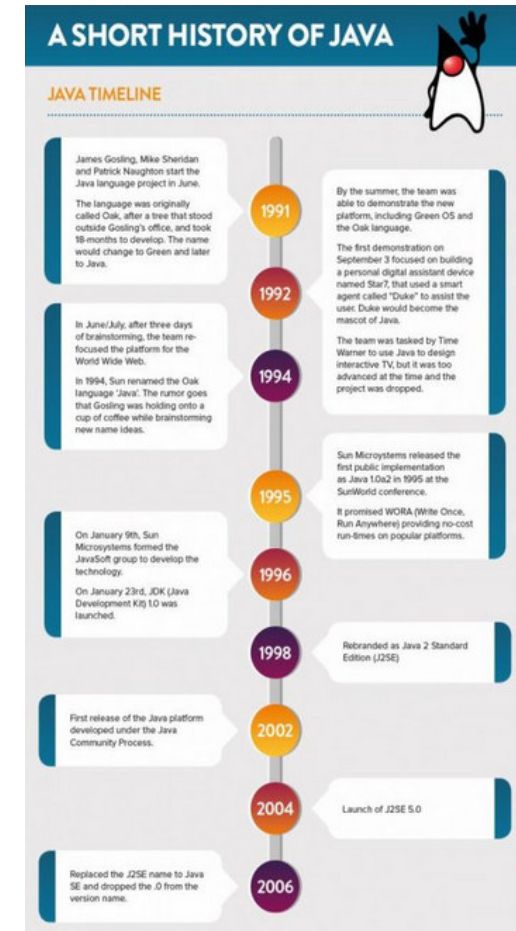 A SHORT HISTORY OF JAVA
JAVA TIMELINE
James Gosling, Mike Sheridan
and Patrick Naughton start the
Java language project in June.
The language was originally
called Oak, after a tree that stood
outside Gosling's office, and took
18-months to develop. The name
would change to Green and later
to Java.
1991
By the summer, the team was
able to demonstrate the new
platform, including Green OS and
the Oak language.
The first demonstration on
September 3 focused on building
a personal digital assistant device
named Star7, that used a smart
agent called "Duke" to assist the
user. Duke would become the
mascot of Java.
The team was tasked by Time
Warner to use Java to design
interactive TV, but it was too
advanced at the time and the
project was dropped.
1992
In June/July, after three days
of brainstorming, the team re-
focused the platform for the
World Wide Web.
In 1994, Sun renamed the Oak
language 'Java'. The rumor goes
that Gosling was holding onto a
cup of coffee while brainstorming
new name ideas.
1994
Sun Microystems released the
first public implementation
as Java 1.0a2 in 1995 at the
SunWorld conference.
It promised WORA (Write Once,
Run Anywhere) providing no-cost
run-times on popular platforms.
1995
On January 9th, Sun
Microsystems formed the
JavaSoft group to develop the
technology.
On January 23rd, JDK (Java
Development Kit) 1.0 was
launched.
1996
1998
Rebranded as Java 2 Standard
Edition (J2SE)
First release of the Java platform
developed under the Java
Community Process.
2002
2004
Launch of J2SE 5.0
Replaced the J2SE name to Java
SE and dropped the .0 from the
version name.
2006